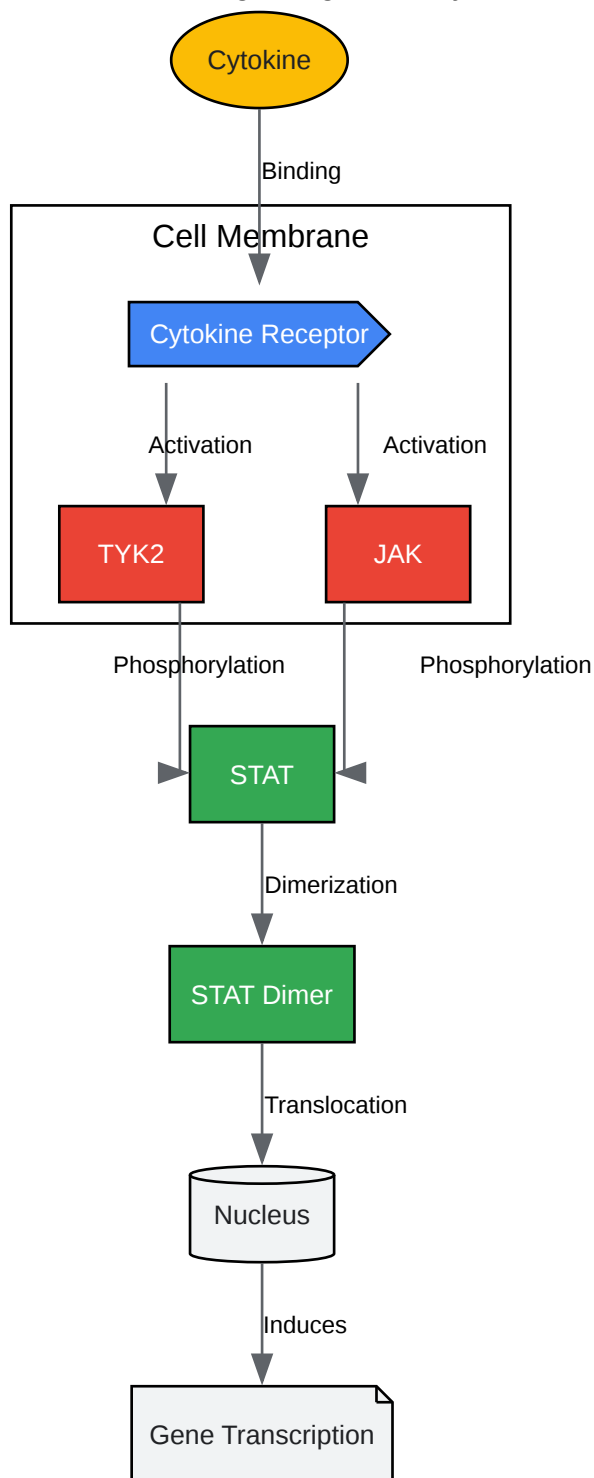 Cytokine
Binding
Cell Membrane
Cytokine Receptor
Activation
Activation
TYK2
JAK
Phosphorylation
Phosphorylation
STAT
Dimerization
STAT Dimer
Translocation
Nucleus
Induces
Gene Transcription